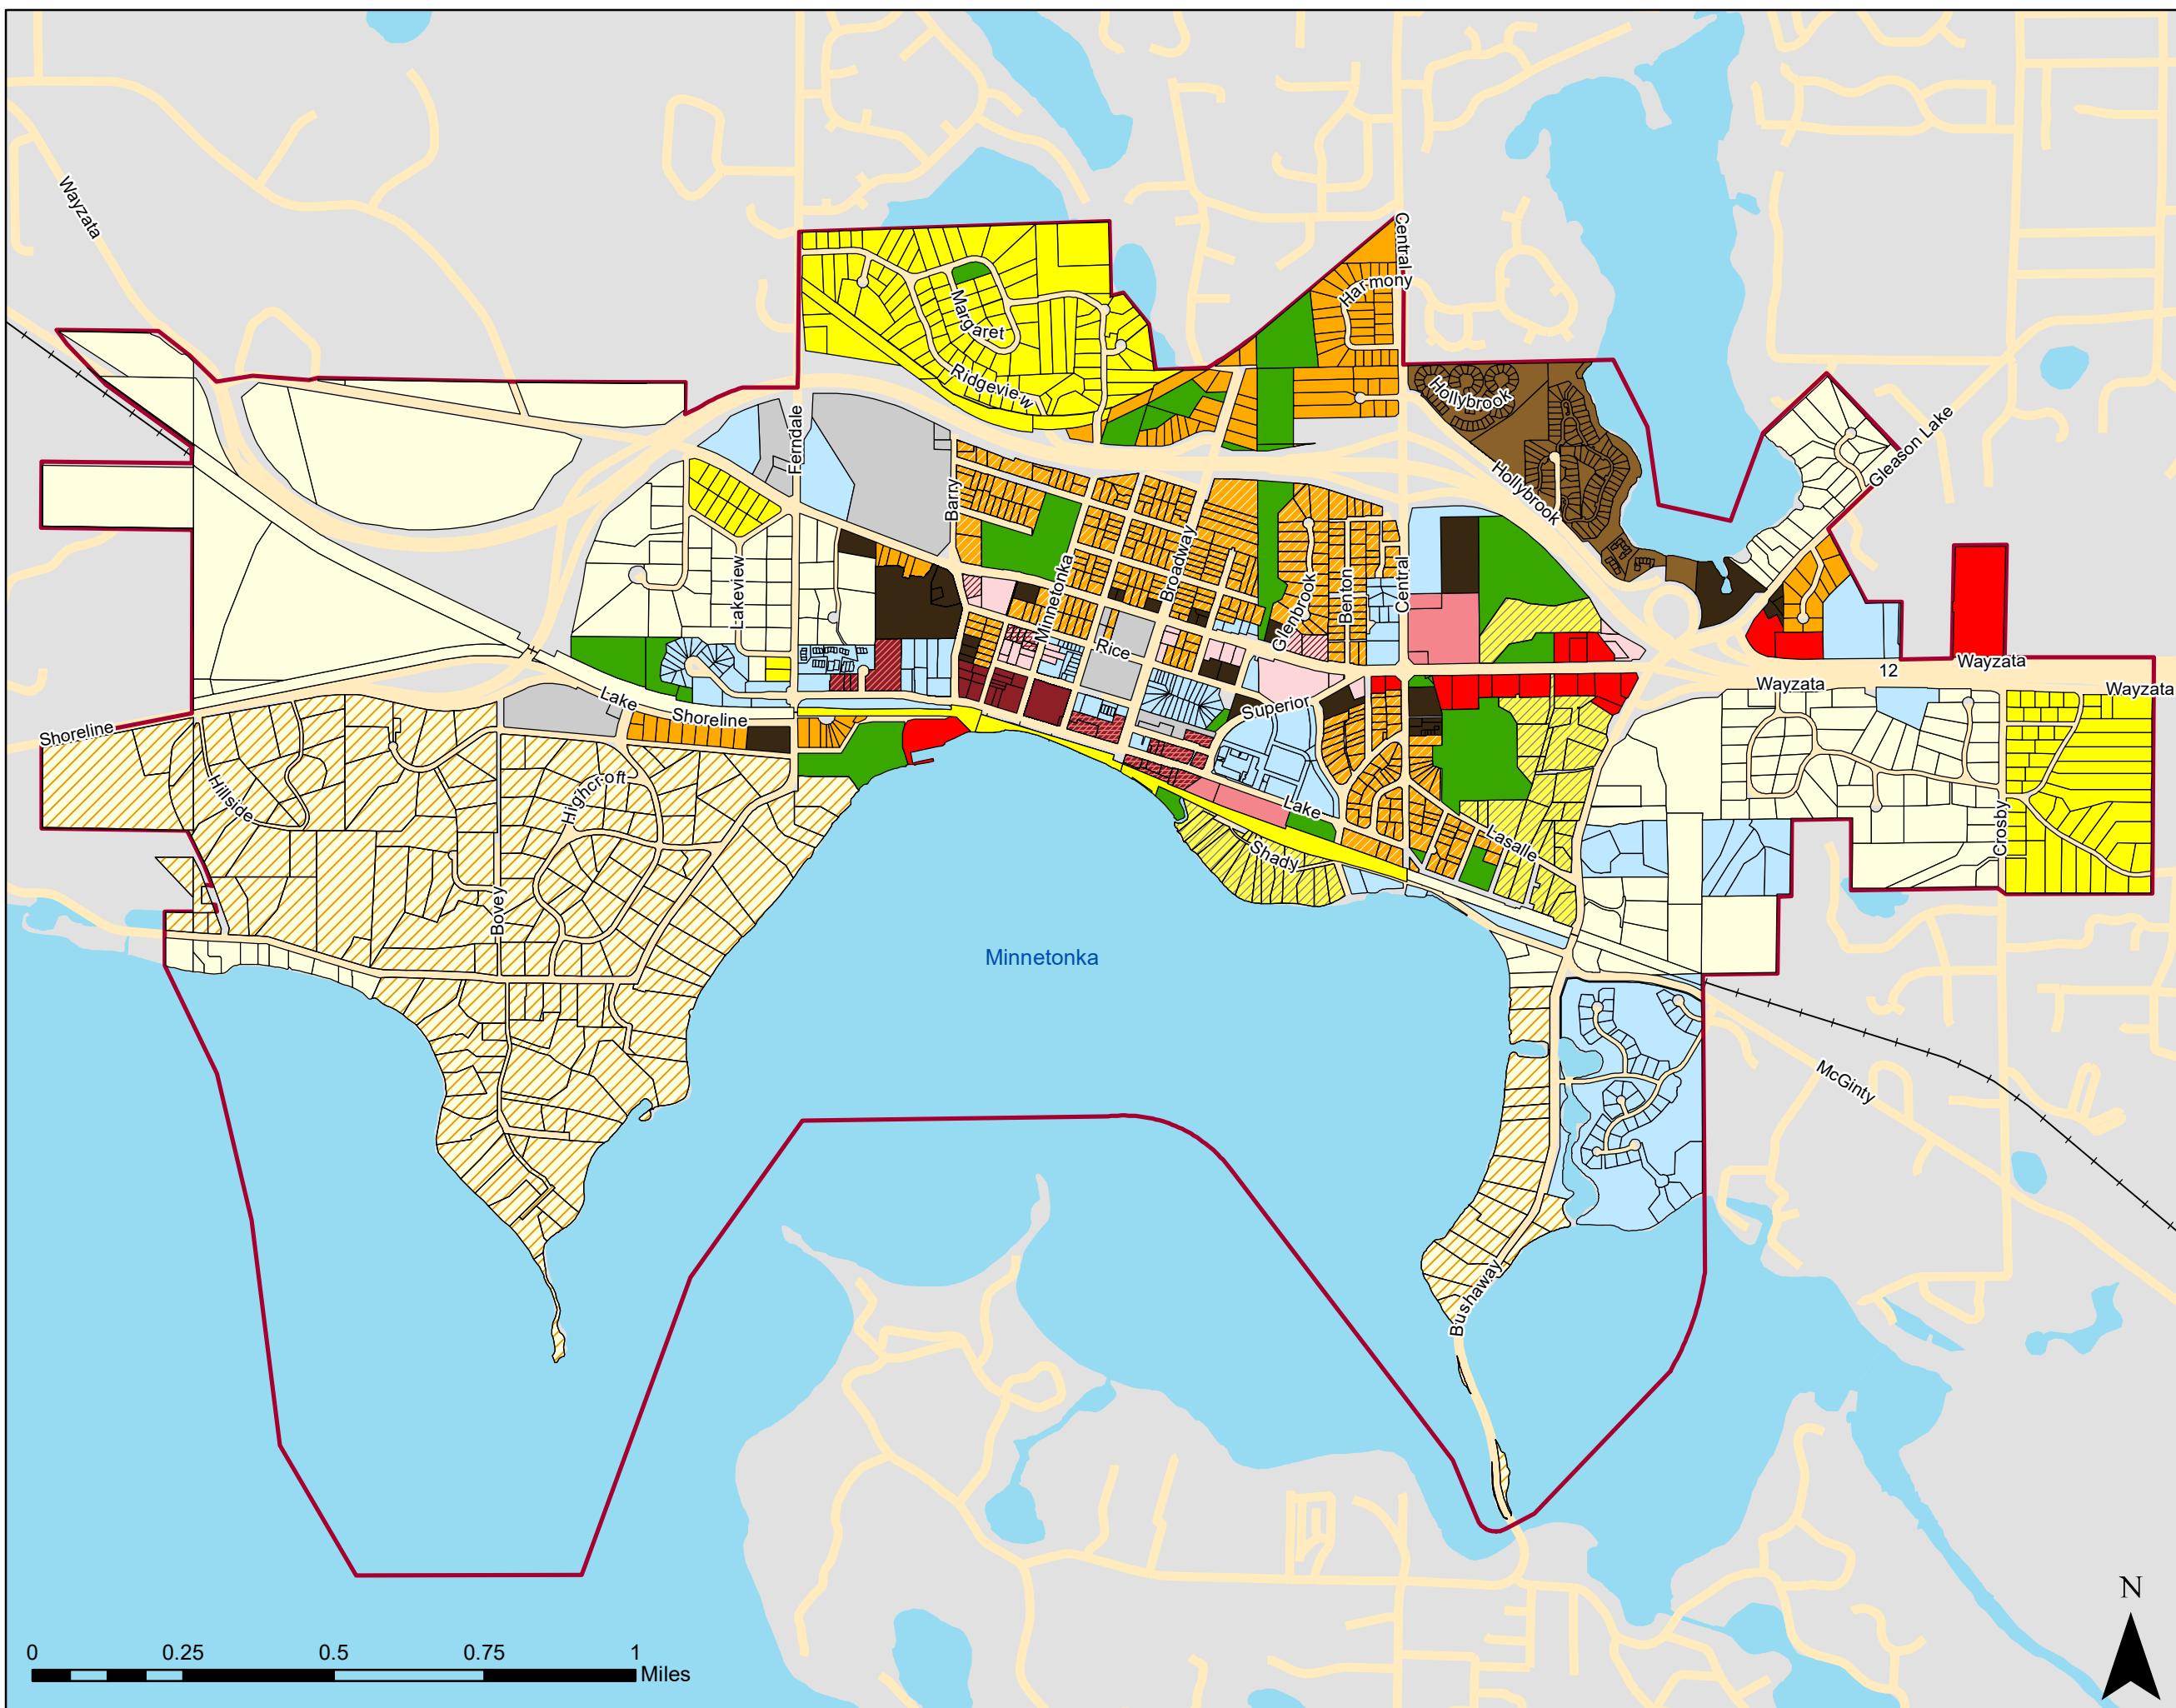 Wayzata
Central
Harmony
Margaret
Ridgeview
Hollybrook
Ferndale
Gleason Lake
Barry
Hollybrook
Broadway
Minnetonka
Glenbrook
Benton
Central
Lakeview
Rice
12
Wayzata
Wayzata
Wayzata
Lake
Shoreline
Superior
Shoreline
Hillside
Highcroft
Lake
Lasalle
Crosby
Shady
Bovey
Minnetonka
McGinty
Bushaway
N
0 0.25 0.5 0.75 1
Miles